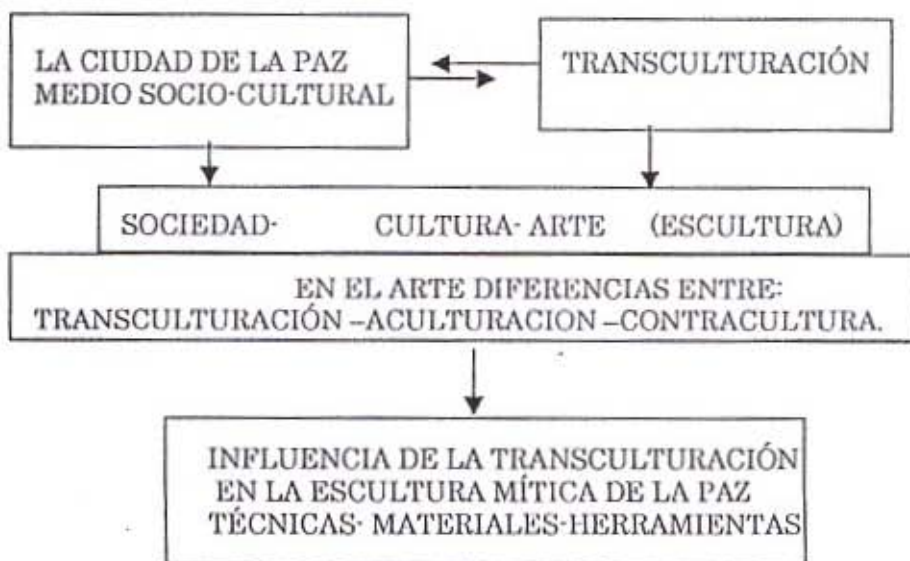 LA CIUDAD DE LA PAZ
MEDIO SOCIO-CULTURAL
TRANSCULTURACIÓN
SOCIEDAD- CULTURA- ARTE (ESCULTURA)
EN EL ARTE DIFERENCIAS ENTRE:
TRANSCULTURACIÓN –ACULTURACION –CONTRACULTURA.
INFLUENCIA DE LA TRANSCULTURACIÓN
EN LA ESCULTURA MÍTICA DE LA PAZ
TÉCNICAS- MATERIALES-HERRAMIENTAS